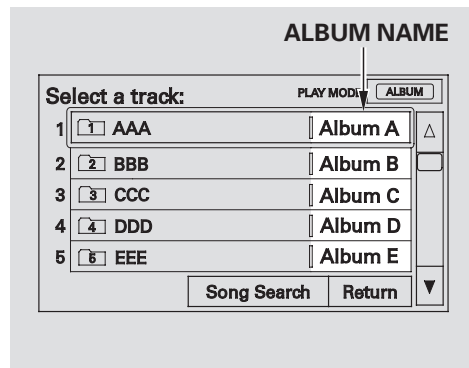 ALBUM NAME
Select a track: PLAY MODE ALBUM
1 1 AAA Album A
2 2 BBB Album B
3 3 CCC Album C
4 4 DDD Album D
5 5 EEE Album E
Song Search Return